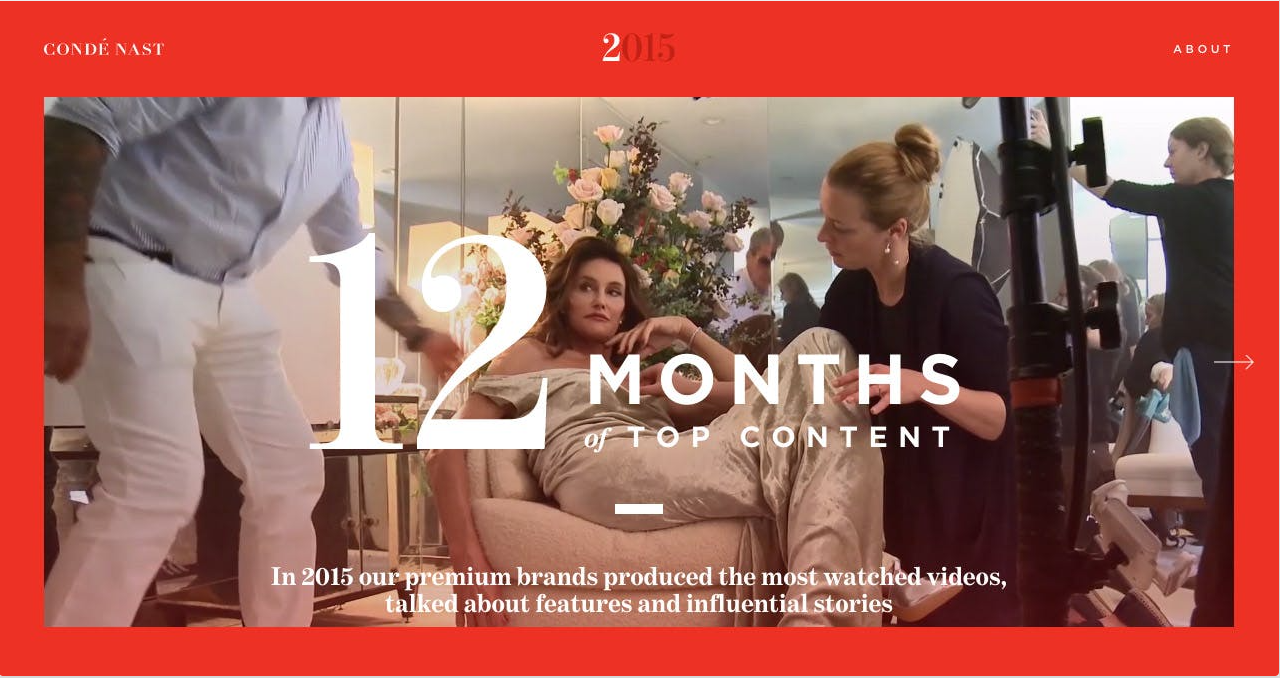 CONDÉ NAST
2015
ABOUT
12 MONTHS
of TOP CONTENT
In 2015 our premium brands produced the most watched videos,
talked about features and influential stories